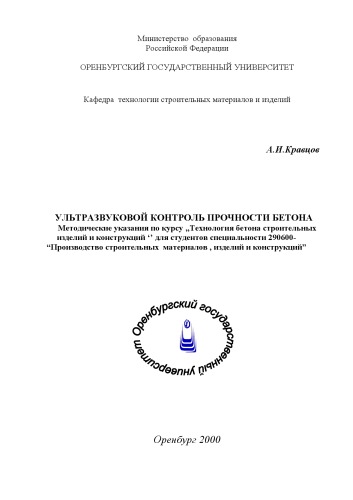 Министерство образования
Российской Федерации
ОРЕНБУРГСКИЙ ГОСУДАРСТВЕННЫЙ УНИВЕРСИТЕТ
Кафедра технологии строительных материалов и изделий
А.И.Кравцов
УЛЬТРАЗВУКОВОЙ КОНТРОЛЬ ПРОЧНОСТИ БЕТОНА
Методические указания по курсу „Технология бетона строительных
изделий и конструкций ‘’ для студентов специальности 290600-
“Производство строительных материалов , изделий и конструкций”
Оренбургский государственный университет
Оренбург 2000